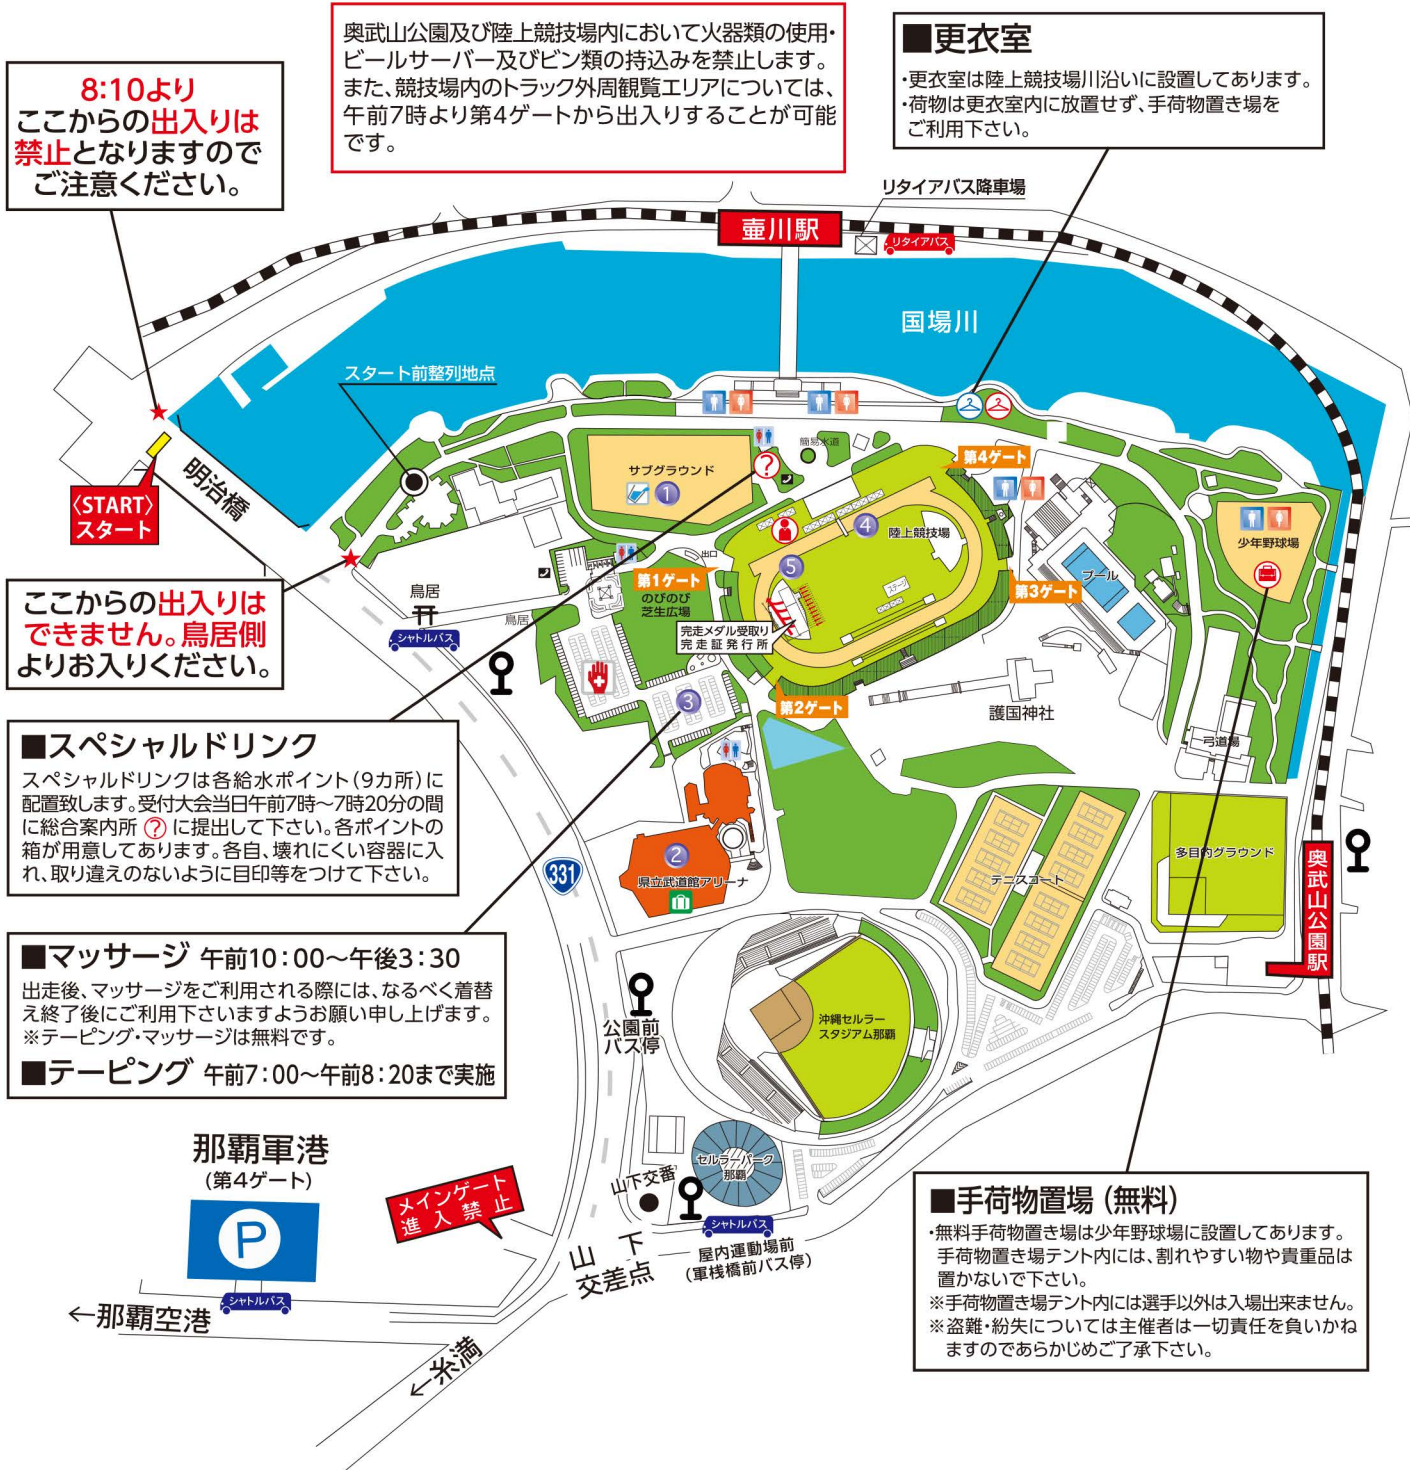 奥武山公園及び陸上競技場内において火器類の使用・
ビールサーバー及びビン類の持込みを禁止します。
また、競技場内のトラック外周観覧エリアについては、
午前7時より第4ゲートから出入りすることが可能
です。
■更衣室
・更衣室は陸上競技場川沿いに設置してあります。
・荷物は更衣室内に放置せず、手荷物置き場を
ご利用下さい。
8:10より
ここからの出入りは
禁止となりますので
ご注意ください。
リタイアバス降車場
壷川駅
リタイアバス
国場川
スタート前整列地点
明治橋
〈START〉
スタート
サブグラウンド
1
?
簡易水道
第4ゲート
4
陸上競技場
少年野球場
プール
出口
第1ゲート
のびのび
芝生広場
5
ステージ
第3ゲート
完走メダル受取り
完走証発行所
鳥居
鳥居
シャトルバス
ここからの出入りは
できません。鳥居側
よりお入りください。
3
第2ゲート
護国神社
弓道場
■スペシャルドリンク
スペシャルドリンクは各給水ポイント(9カ所)に
配置致します。受付大会当日午前7時〜7時20分の間
に総合案内所 ? に提出して下さい。各ポイントの
箱が用意してあります。各自、壊れにくい容器に入
れ、取り違えのないように目印等をつけて下さい。
331
2
県立武道館アリーナ
テニスコート
多目的グラウンド
奥武山公園駅
■マッサージ 午前10：00〜午後3：30
出走後、マッサージをご利用される際には、なるべく着替
え終了後にご利用下さいますようお願い申し上げます。
※テーピング・マッサージは無料です。
■テーピング 午前7：00〜午前8：20まで実施
公園前
バス停
沖縄セルラー
スタジアム那覇
那覇軍港
(第4ゲート)
P
シャトルバス
←那覇空港
メインゲート
進入禁止
←糸満
山下交番
セルラーパーク
那覇
シャトルバス
屋内運動場前
(軍桟橋前バス停)
山下
交差点
■手荷物置場 (無料)
・無料手荷物置き場は少年野球場に設置してあります。
手荷物置き場テント内には、割れやすい物や貴重品は
置かないで下さい。
※手荷物置き場テント内には選手以外は入場出来ません。
※盗難・紛失については主催者は一切責任を負いかね
ますのであらかじめご了承下さい。